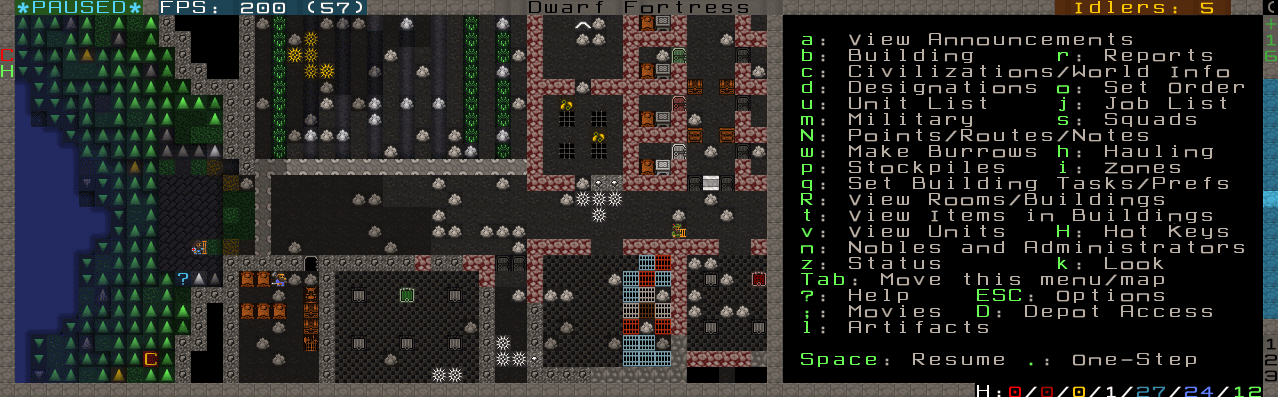 *PAUSED* FPS: 200 (57) Dwarf Fortress Idlers: 5
a: View Announcements
b: Building r: Reports
c: Civilizations/World Info
d: Designations o: Set Order
u: Unit List j: Job List
m: Military s: Squads
N: Points/Routes/Notes
w: Make Burrows h: Hauling
p: Stockpiles i: Zones
q: Set Building Tasks/Prefs
R: View Rooms/Buildings
t: View Items in Buildings
v: View Units H: Hot Keys
n: Nobles and Administrators
z: Status k: Look
Tab: Move this menu/map
?: Help ESC: Options
;: Movies D: Depot Access
l: Artifacts
Space: Resume .: One-Step
H:0/0/0/1/27/24/12